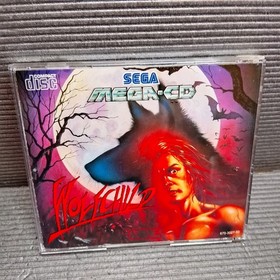 COMPACT
disc
SEGA
MEGA-CD
WOLFCHILD